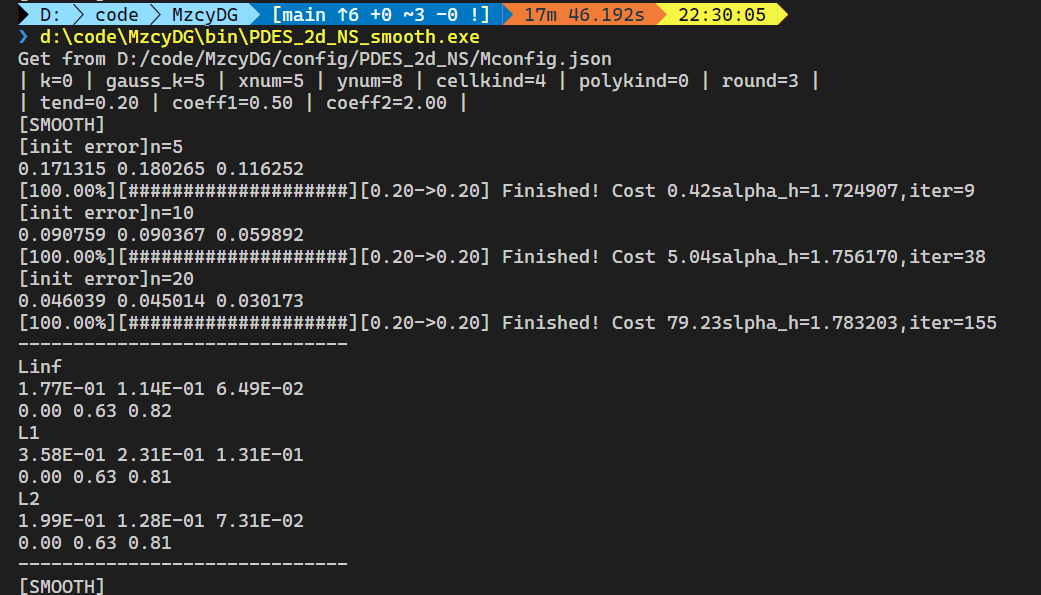 D: code MzcyDG [main ↑6 +0 ~3 -0 !] 17m 46.192s 22:30:05
❯ d:\code\MzcyDG\bin\PDES_2d_NS_smooth.exe
Get from D:/code/MzcyDG/config/PDES_2d_NS/Mconfig.json
| k=0 | gauss_k=5 | xnum=5 | ynum=8 | cellkind=4 | polykind=0 | round=3 |
| tend=0.20 | coeff1=0.50 | coeff2=2.00 |
[SMOOTH]
[init error]n=5
0.171315 0.180265 0.116252
[100.00%][####################][0.20->0.20] Finished! Cost 0.42salpha_h=1.724907,iter=9
[init error]n=10
0.090759 0.090367 0.059892
[100.00%][####################][0.20->0.20] Finished! Cost 5.04salpha_h=1.756170,iter=38
[init error]n=20
0.046039 0.045014 0.030173
[100.00%][####################][0.20->0.20] Finished! Cost 79.23slpha_h=1.783203,iter=155
------------------------------
Linf
1.77E-01 1.14E-01 6.49E-02
0.00 0.63 0.82
L1
3.58E-01 2.31E-01 1.31E-01
0.00 0.63 0.81
L2
1.99E-01 1.28E-01 7.31E-02
0.00 0.63 0.81
------------------------------
[SMOOTH]